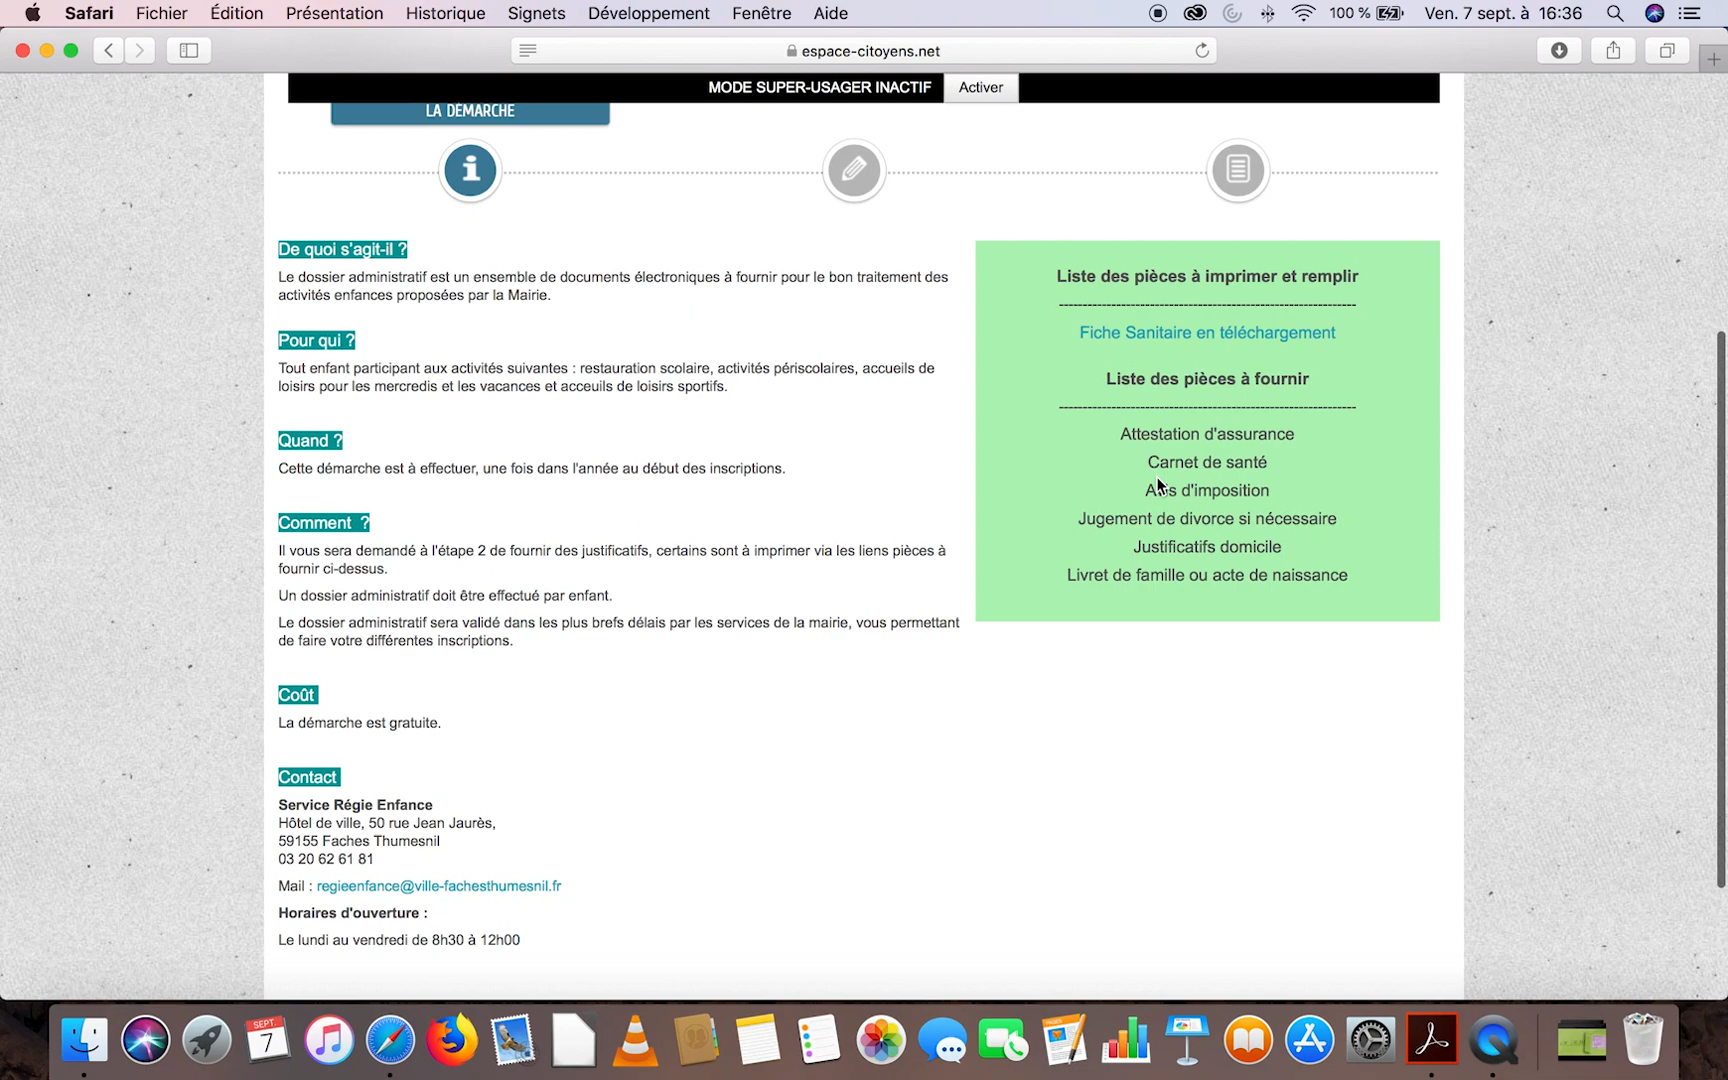 Safari Fichier Édition Présentation Historique Signets Développement Fenêtre Aide 100 % Ven. 7 sept. à 16:36
espace-citoyens.net
MODE SUPER-USAGER INACTIF Activer
LA DÉMARCHE
De quoi s'agit-il ?
Le dossier administratif est un ensemble de documents électroniques à fournir pour le bon traitement des
activités enfances proposées par la Mairie.
Pour qui ?
Tout enfant participant aux activités suivantes : restauration scolaire, activités périscolaires, accueils de
loisirs pour les mercredis et les vacances et acceuils de loisirs sportifs.
Quand ?
Cette démarche est à effectuer, une fois dans l'année au début des inscriptions.
Comment ?
Il vous sera demandé à l'étape 2 de fournir des justificatifs, certains sont à imprimer via les liens pièces à
fournir ci-dessus.
Un dossier administratif doit être effectué par enfant.
Le dossier administratif sera validé dans les plus brefs délais par les services de la mairie, vous permettant
de faire votre différentes inscriptions.
Coût
La démarche est gratuite.
Contact
Service Régie Enfance
Hôtel de ville, 50 rue Jean Jaurès,
59155 Faches Thumesnil
03 20 62 61 81
Mail : regieenfance@ville-fachesthumesnil.fr
Horaires d'ouverture :
Le lundi au vendredi de 8h30 à 12h00
Liste des pièces à imprimer et remplir
---------------------------------------------------------------
Fiche Sanitaire en téléchargement
Liste des pièces à fournir
---------------------------------------------------------------
Attestation d'assurance
Carnet de santé
Avis d'imposition
Jugement de divorce si nécessaire
Justificatifs domicile
Livret de famille ou acte de naissance
SEPT.
7